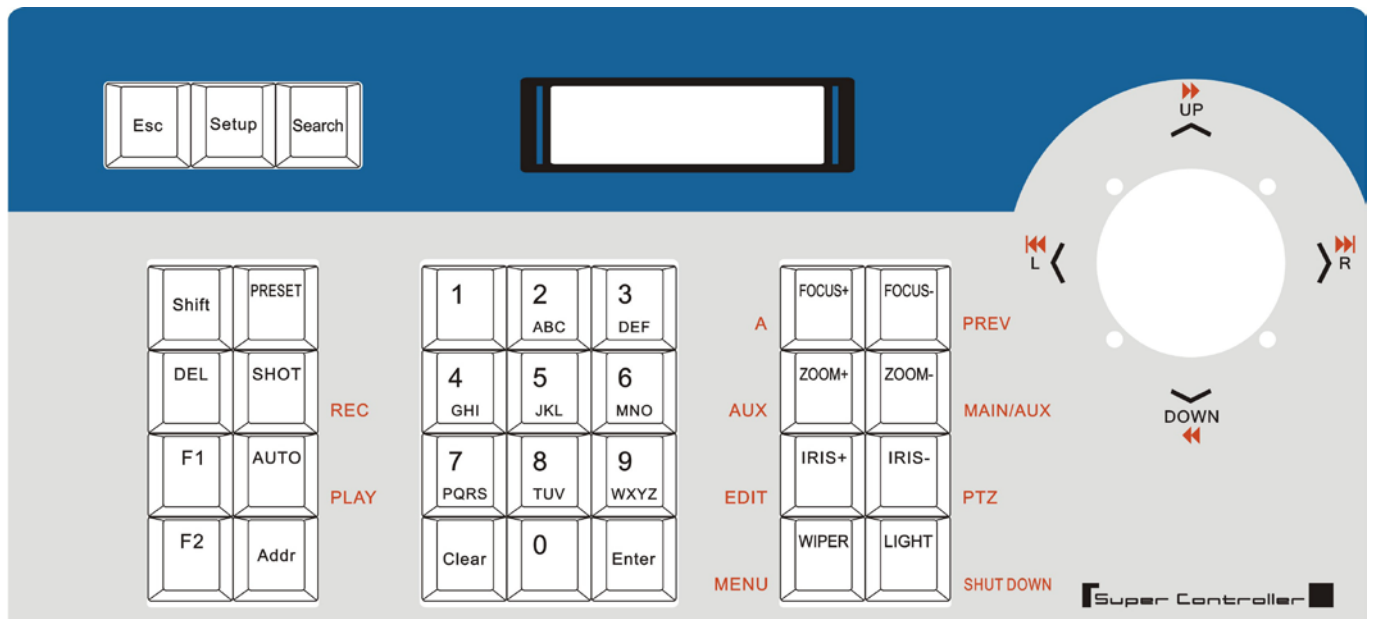 Esc Setup Search
UP
L R
DOWN
Shift PRESET
DEL SHOT REC
F1 AUTO PLAY
F2 Addr
1 2 ABC 3 DEF
4 GHI 5 JKL 6 MNO
7 PQRS 8 TUV 9 WXYZ
Clear 0 Enter
A FOCUS+ FOCUS- PREV
AUX ZOOM+ ZOOM- MAIN/AUX
EDIT IRIS+ IRIS- PTZ
MENU WIPER LIGHT SHUT DOWN
Super Controller